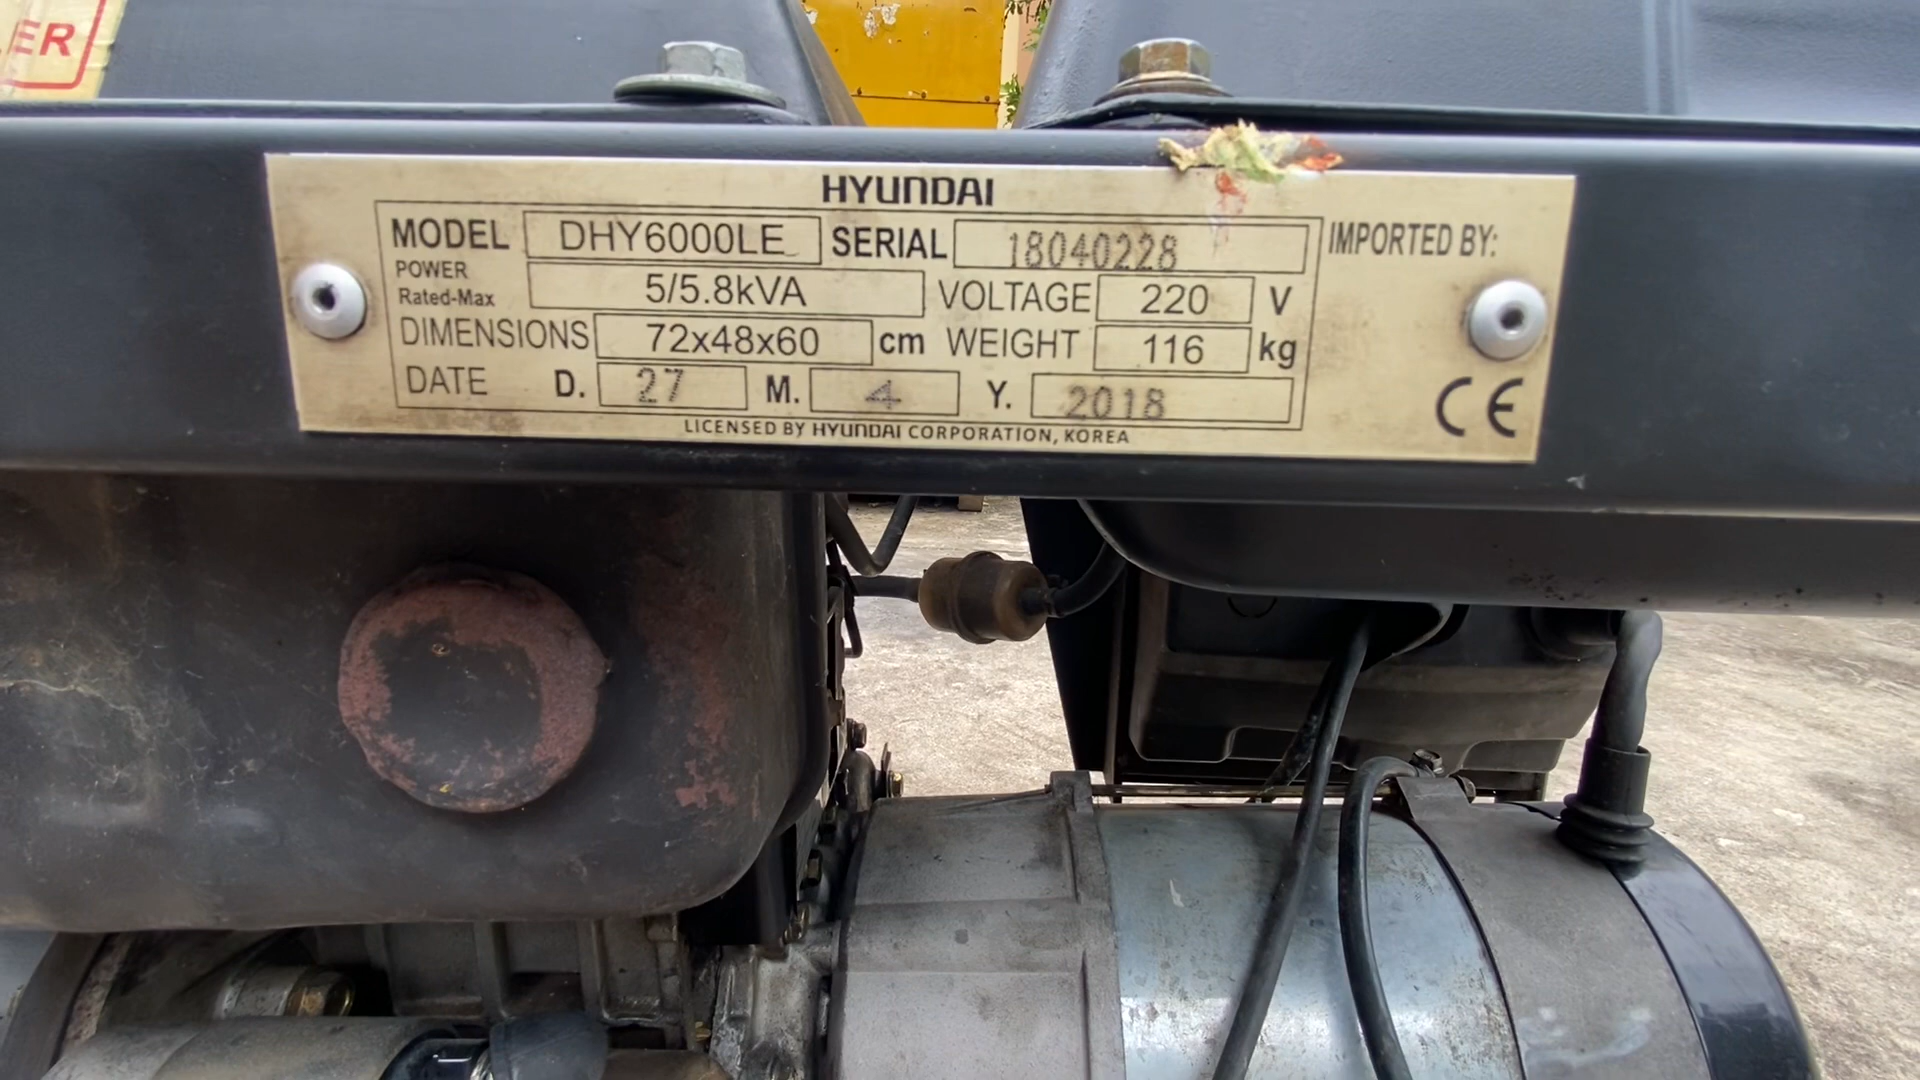 ER
HYUNDAI
MODEL DHY6000LE SERIAL 18040228 IMPORTED BY:
POWER
Rated-Max 5/5.8kVA VOLTAGE 220 V
DIMENSIONS 72x48x60 cm WEIGHT 116 kg
DATE D. 27 M. 4 Y. 2018
CE
LICENSED BY HYUNDAI CORPORATION, KOREA